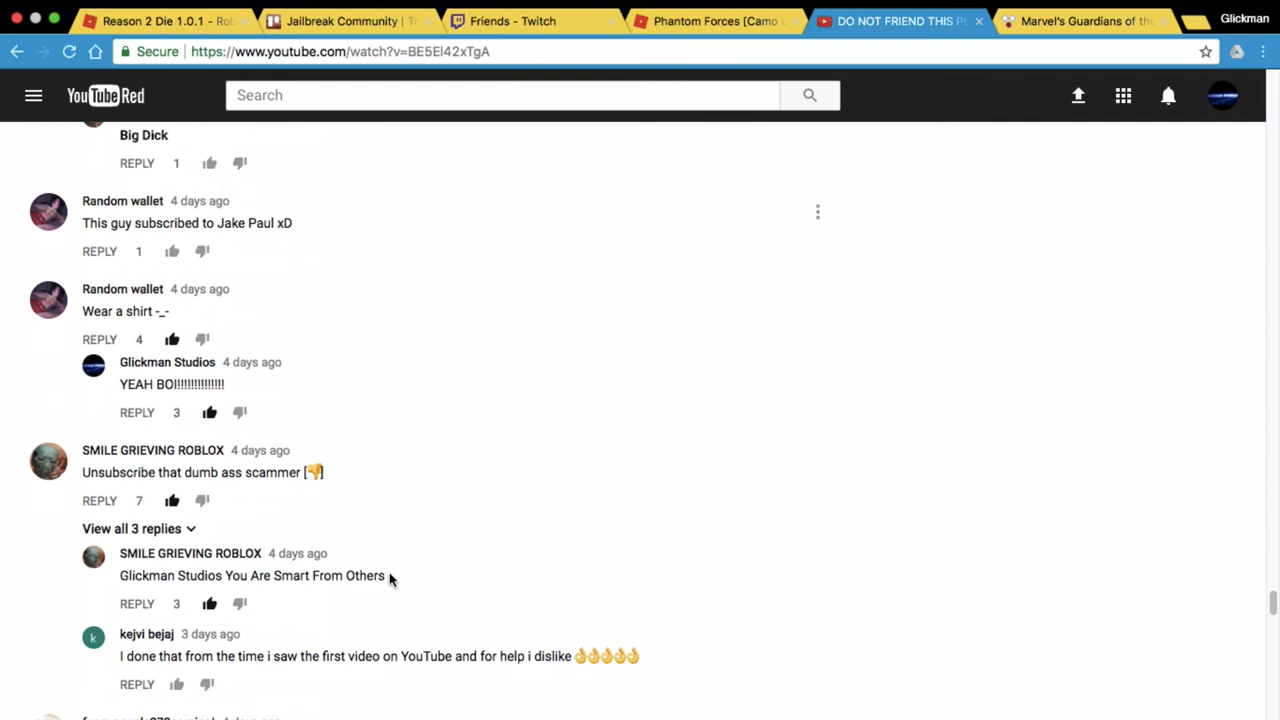 Reason 2 Die 1.0.1 - Rob
Jailbreak Community | Tr
Friends - Twitch
Phantom Forces [Camo
DO NOT FRIEND THIS PL
Marvel's Guardians of the
Glickman
Secure
https://www.youtube.com/watch?v=BE5El42xTgA
YouTube Red
Search
Big Dick
REPLY 1
Random wallet 4 days ago
This guy subscribed to Jake Paul xD
REPLY 1
Random wallet 4 days ago
Wear a shirt -_-
REPLY 4
Glickman Studios 4 days ago
YEAH BOI!!!!!!!!!!!!!!
REPLY 3
SMILE GRIEVING ROBLOX 4 days ago
Unsubscribe that dumb ass scammer [👎]
REPLY 7
View all 3 replies
SMILE GRIEVING ROBLOX 4 days ago
Glickman Studios You Are Smart From Others
REPLY 3
k
kejvi bejaj 3 days ago
I done that from the time i saw the first video on YouTube and for help i dislike 👌👌👌👌👌
REPLY